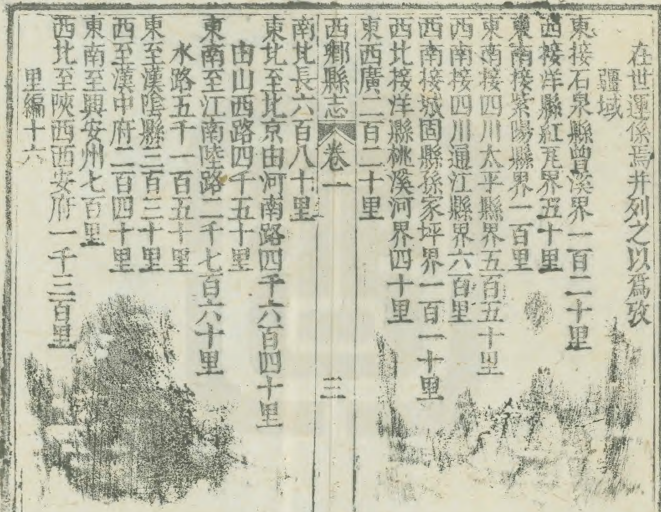 在世運係焉并列之以爲攷
疆域
東接石泉縣曾溪界一百二十里
西接洋縣紅瓦界五十里
東南接紫陽縣界一百里
東南接四川太平縣界五百五十里
西南接四川通江縣界六百里
西南接城固縣孫家坪界一百一十里
西北接洋縣桃溪河界四十里
東西廣二百二十里
西鄉縣志
卷一
三
南北長六百八十里
東北至北京由河南路四千六百四十里
由山西路四千五十里
東南至江南陸路二千七百六十里
水路五千一百五十里
東至漢陰縣三百三十里
西至漢中府二百四十里
東南至興安州七百里
西北至陝西西安府一千三百里
里編十六